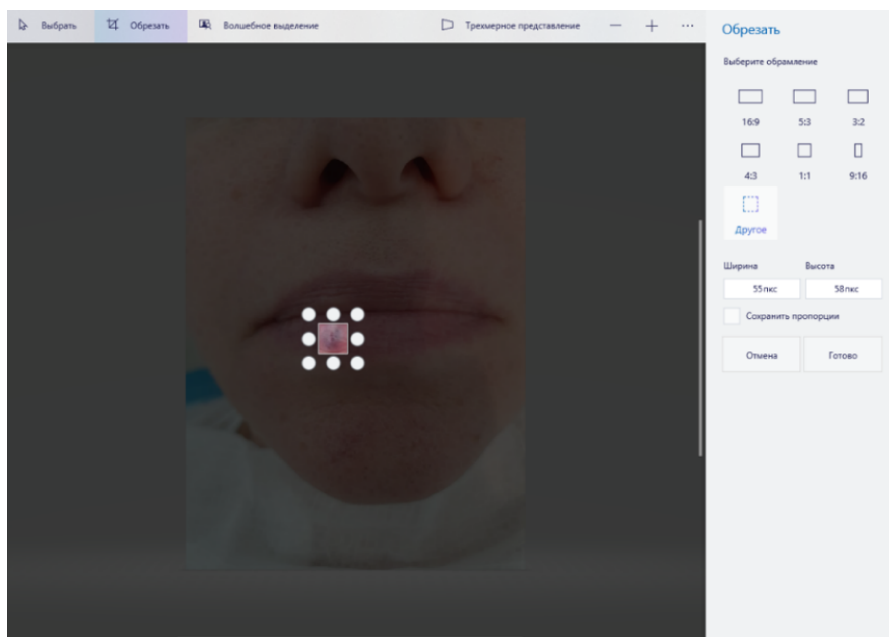 Выбрать Обрезать Волшебное выделение Трехмерное представление
Обрезать
Выберите обрамление
16:9 5:3 3:2
4:3 1:1 9:16
Другое
Ширина Высота
55пкс 58пкс
Сохранить пропорции
Отмена Готово